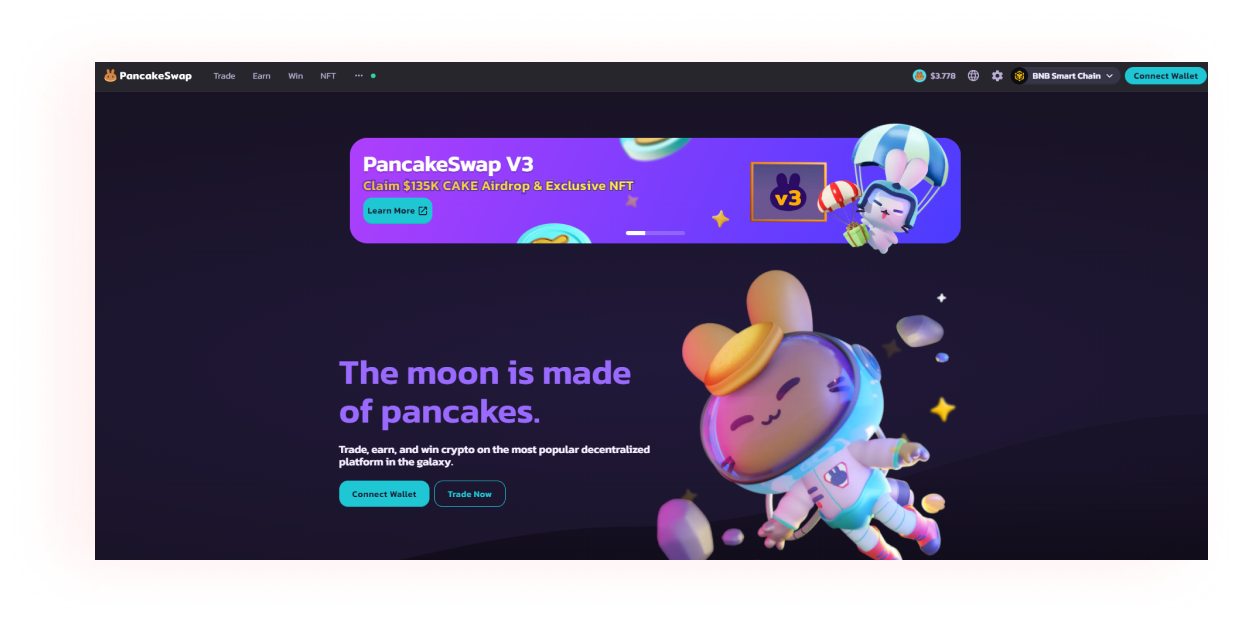 PancakeSwap Trade Earn Win NFT ... $3.778 BNB Smart Chain Connect Wallet
PancakeSwap V3
Claim $135K CAKE Airdrop & Exclusive NFT
Learn More
v3
The moon is made
of pancakes.
Trade, earn, and win crypto on the most popular decentralized
platform in the galaxy.
Connect Wallet Trade Now